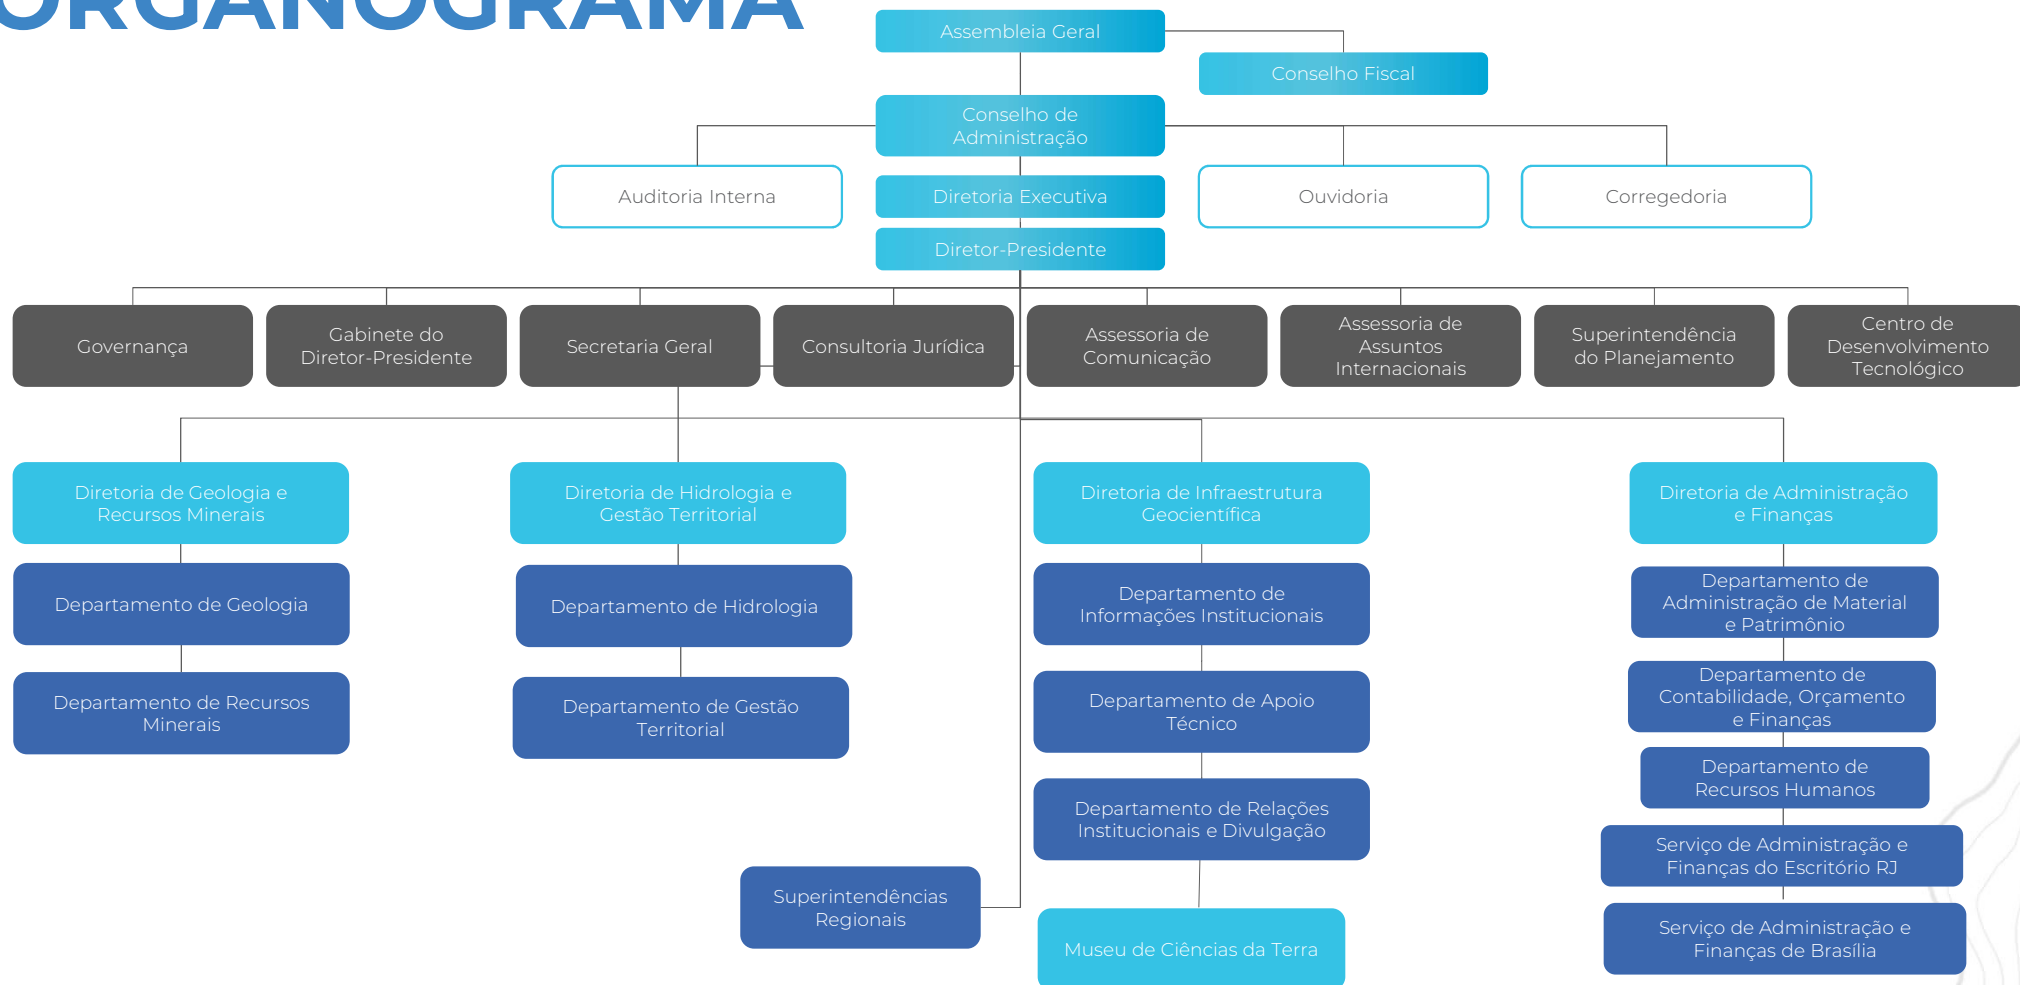 ORGANOGRAMA
Assembleia Geral
Conselho Fiscal
Conselho de
Administração
Auditoria Interna
Diretoria Executiva
Ouvidoria
Corregedoria
Diretor-Presidente
Governança
Gabinete do
Diretor-Presidente
Secretaria Geral
Consultoria Jurídica
Assessoria de
Comunicação
Assessoria de
Assuntos
Internacionais
Superintendência
do Planejamento
Centro de
Desenvolvimento
Tecnológico
Diretoria de Geologia e
Recursos Minerais
Diretoria de Hidrologia e
Gestão Territorial
Diretoria de Infraestrutura
Geocientífica
Diretoria de Administração
e Finanças
Departamento de Geologia
Departamento de Hidrologia
Departamento de
Informações Institucionais
Departamento de
Administração de Material
e Patrimônio
Departamento de Recursos
Minerais
Departamento de Gestão
Territorial
Departamento de Apoio
Técnico
Departamento de
Contabilidade, Orçamento
e Finanças
Departamento de
Recursos Humanos
Departamento de Relações
Institucionais e Divulgação
Serviço de Administração e
Finanças do Escritório RJ
Superintendências
Regionais
Museu de Ciências da Terra
Serviço de Administração e
Finanças de Brasília